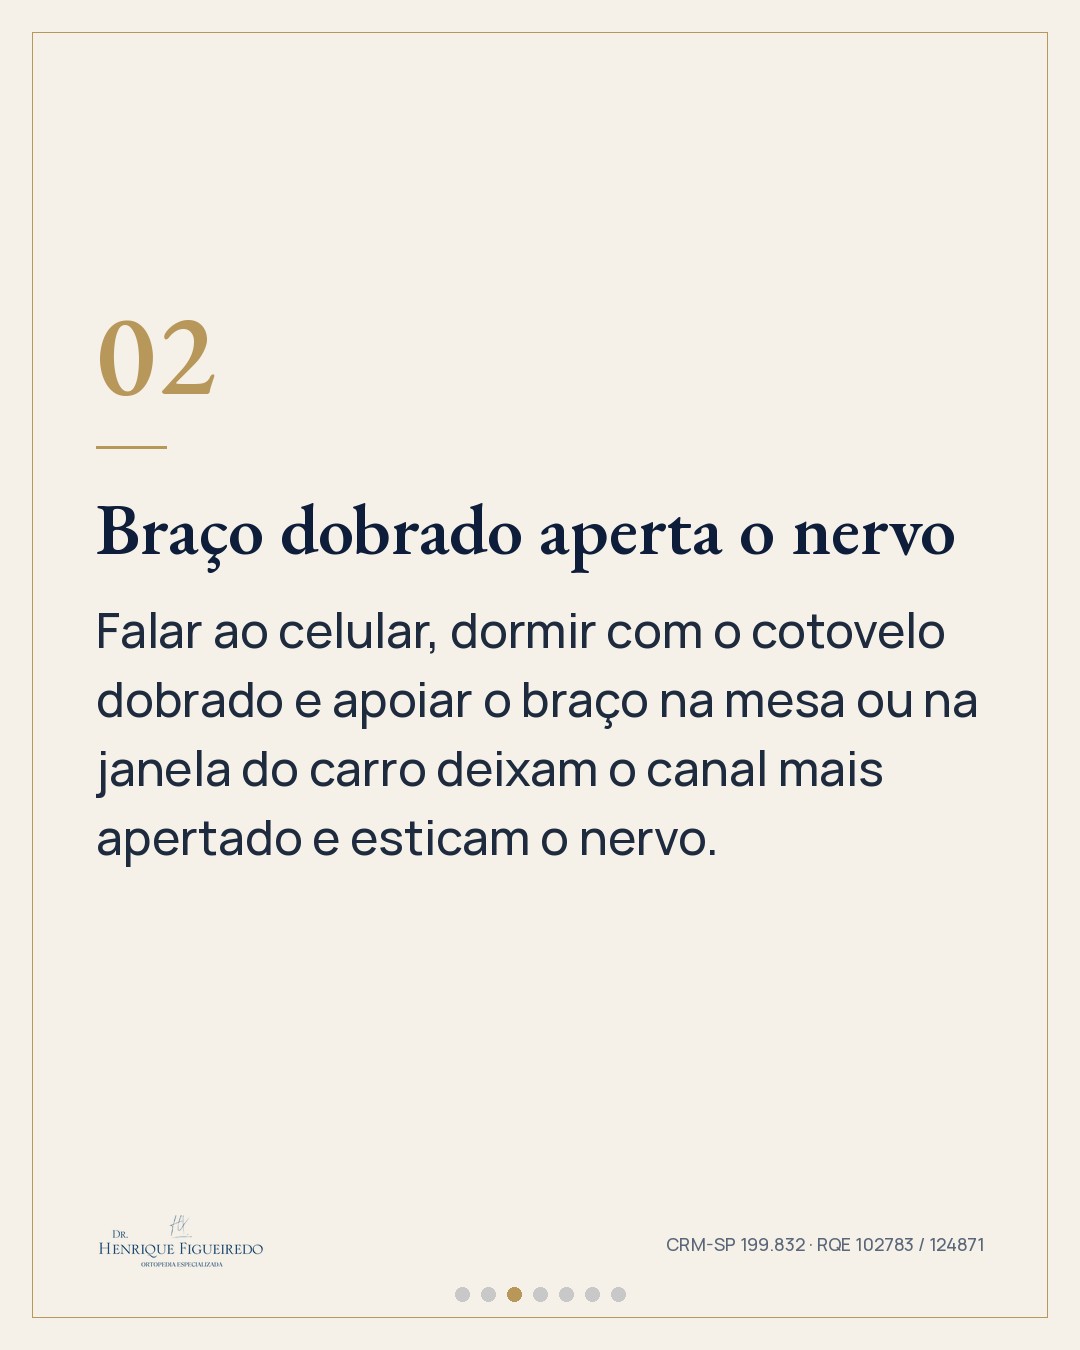 02
Braço dobrado aperta o nervo
Falar ao celular, dormir com o cotovelo
dobrado e apoiar o braço na mesa ou na
janela do carro deixam o canal mais
apertado e esticam o nervo.
DR.
HENRIQUE FIGUEIREDO
ORTOPEDIA ESPECIALIZADA
CRM-SP 199.832 · RQE 102783 / 124871